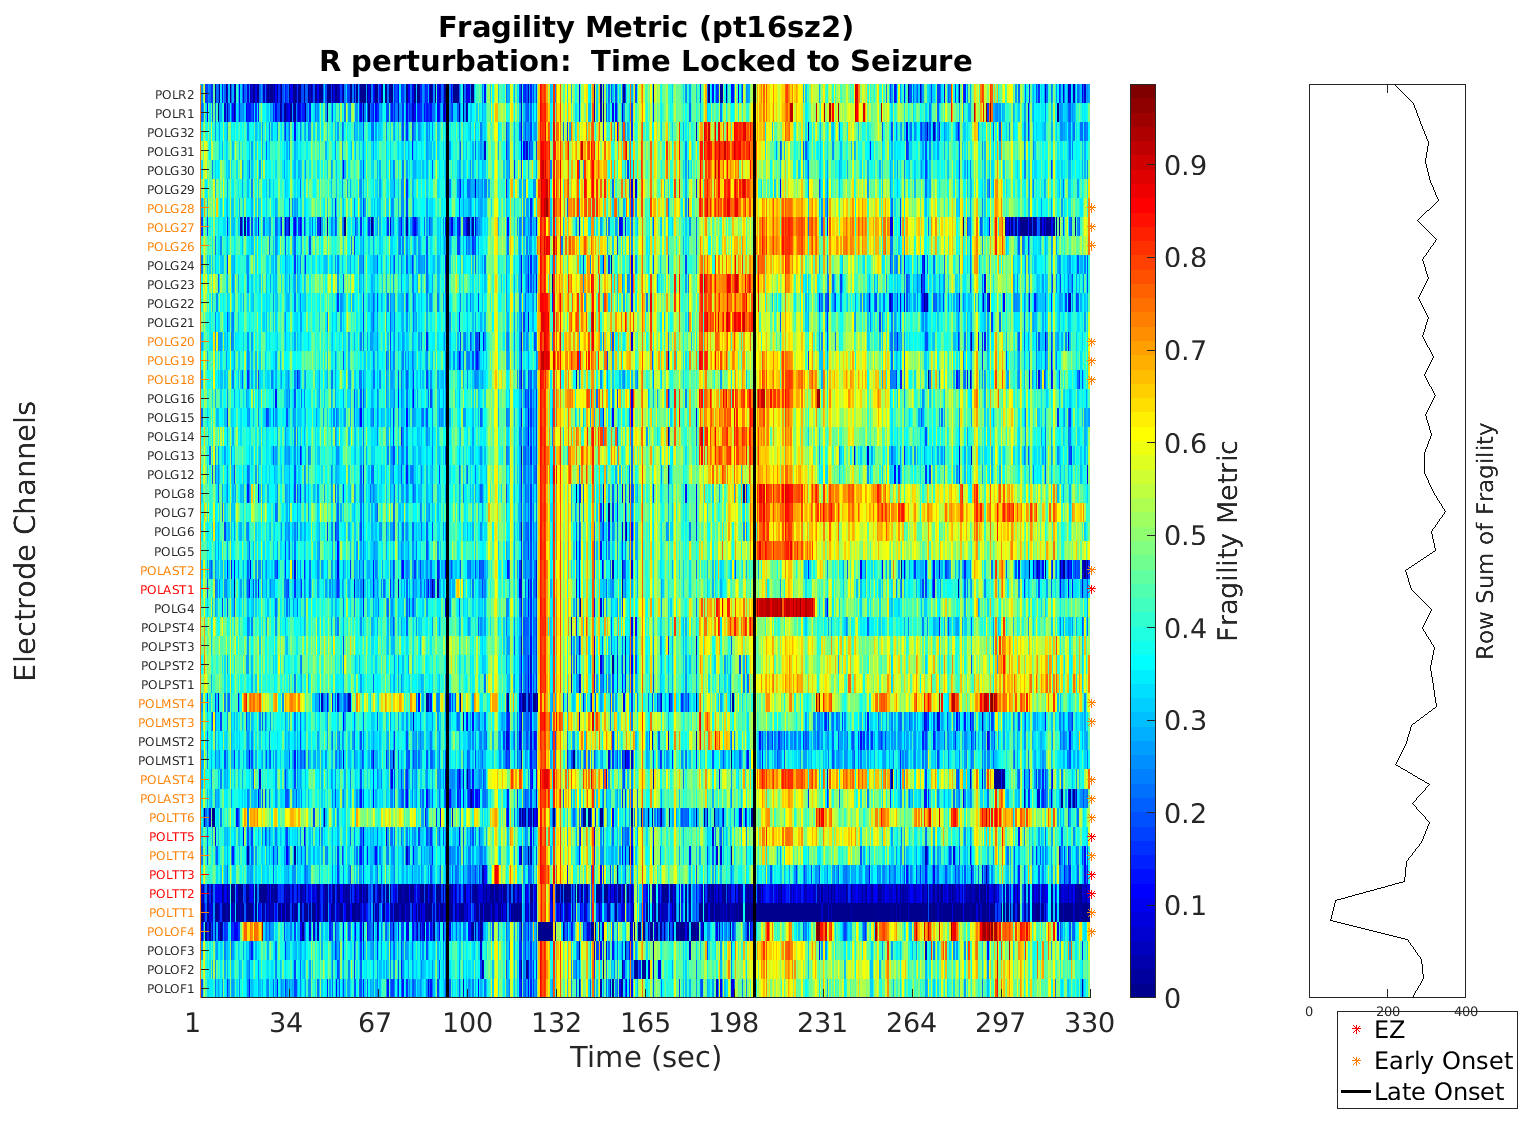 Fragility Metric (pt16sz2)
R perturbation:  Time Locked to Seizure
Electrode Channels
POLR2
POLR1
POLG32
POLG31
POLG30
POLG29
POLG28
POLG27
POLG26
POLG24
POLG23
POLG22
POLG21
POLG20
POLG19
POLG18
POLG16
POLG15
POLG14
POLG13
POLG12
POLG8
POLG7
POLG6
POLG5
POLAST2
POLAST1
POLG4
POLPST4
POLPST3
POLPST2
POLPST1
POLMST4
POLMST3
POLMST2
POLMST1
POLAST4
POLAST3
POLTT6
POLTT5
POLTT4
POLTT3
POLTT2
POLTT1
POLOF4
POLOF3
POLOF2
POLOF1
1 34 67 100 132 165 198 231 264 297 330
Time (sec)
0.9
0.8
0.7
0.6
0.5
0.4
0.3
0.2
0.1
0
Fragility Metric
0 200 400
Row Sum of Fragility
EZ
Early Onset
Late Onset